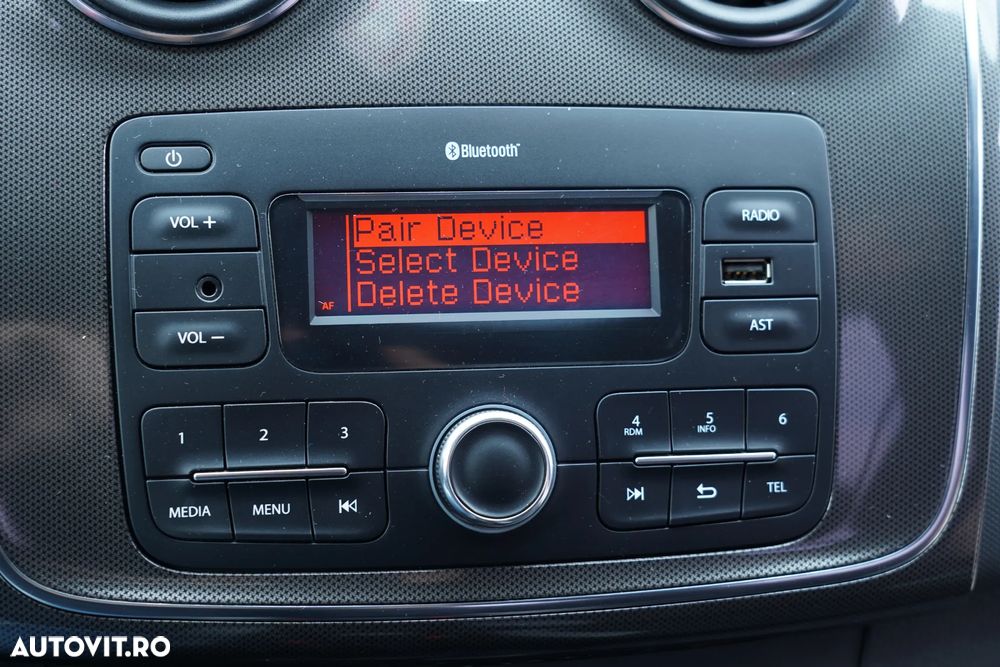 Bluetooth
VOL +
VOL −
Pair Device
Select Device
Delete Device
AF
RADIO
AST
1
2
3
MEDIA
MENU
4
RDM
5
INFO
6
TEL
AUTOVIT.RO